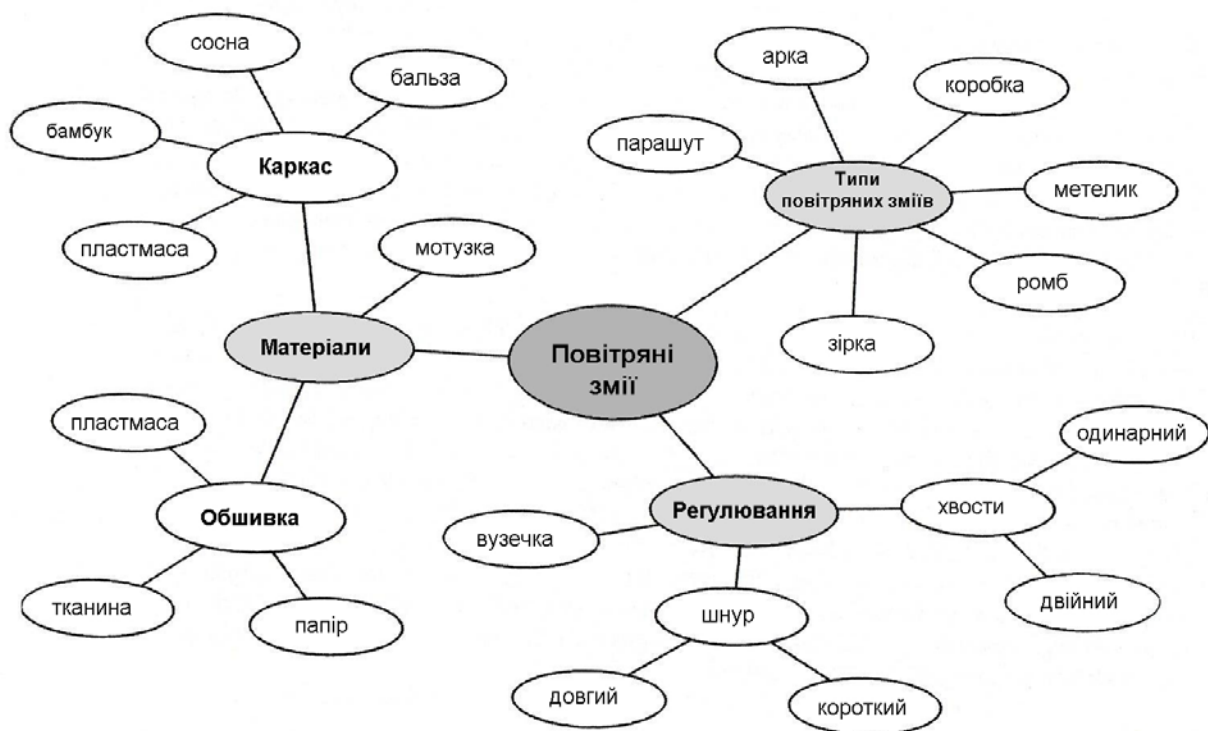 сосна
бальза
бамбук
Каркас
пластмаса
мотузка
Матеріали
пластмаса
Обшивка
тканина
папір
Повітряні
змії
арка
коробка
парашут
Типи
повітряних зміїв
метелик
ромб
зірка
Регулювання
вузечка
хвости
одинарний
двійний
шнур
довгий
короткий